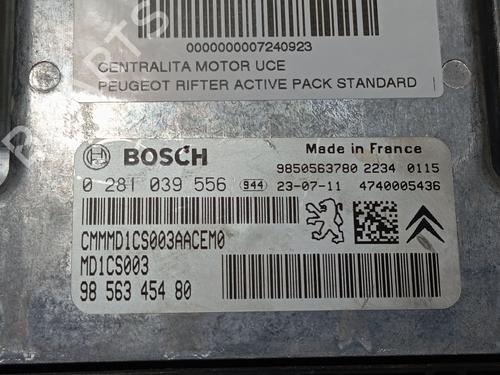 0000000007240923
CENTRALITA MOTOR UCE
PEUGEOT RIFTER ACTIVE PACK STANDARD
BOSCH
Made in France
9850563780 2234 0115
0 281 039 556 944 23-07-11 4740005436
CMMMD1CS003AACEM0
MD1CS003
98 563 454 80